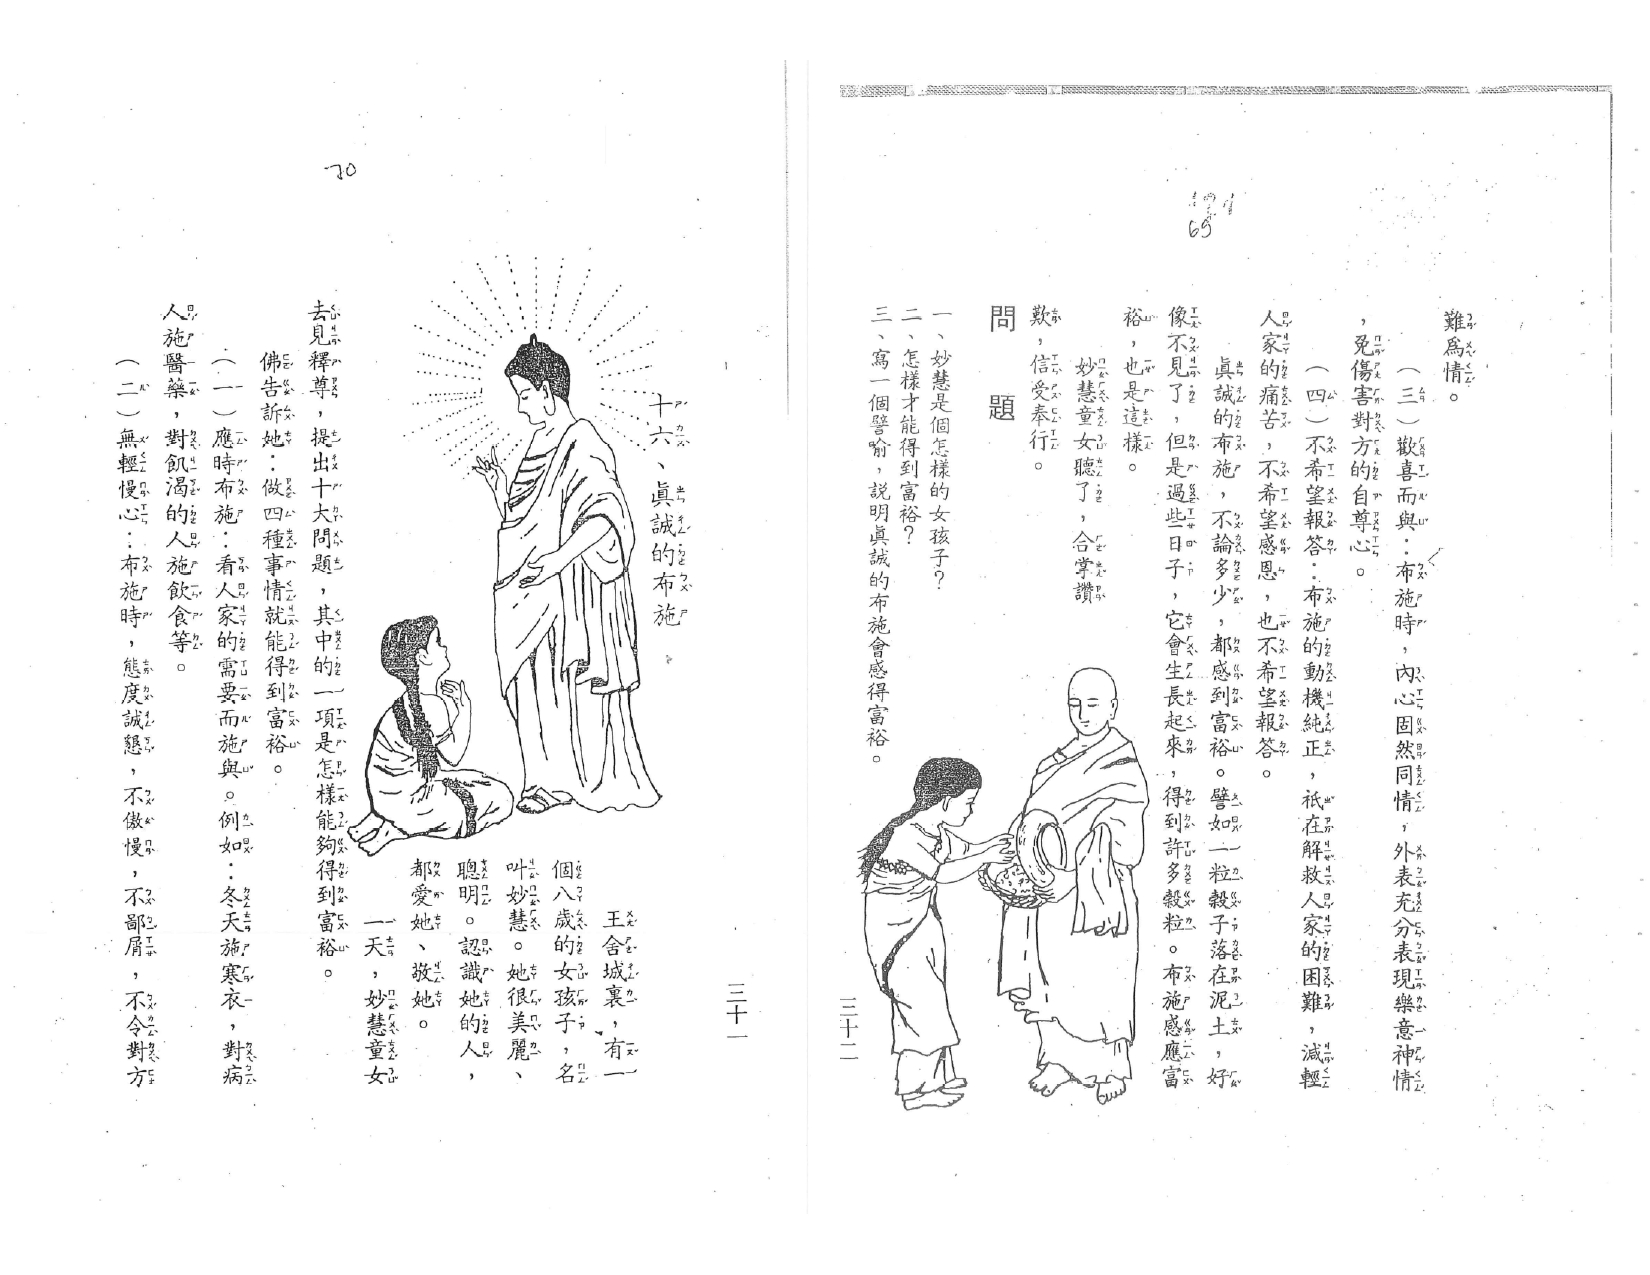 70
十六、眞誠的布施
王舍城裏，有一
個八歲的女孩子，名
叫妙慧。她很美麗、
聰明。認識她的人，
都愛她、敬她。
一天，妙慧童女
去見釋尊，提出十大問題，其中的一項是怎樣能夠得到富裕。
佛告訴她：做四種事情就能得到富裕。
（一）應時布施：看人家的需要而施與。例如：冬天施寒衣，對病
人施醫藥，對飢渴的人施飲食等。
（二）無輕慢心：布施時，態度誠懇，不傲慢，不鄙屑，不令對方
三十一
65
難爲情。
（三）歡喜而與：布施時，內心固然同情，外表充分表現樂意神情
，免傷害對方的自尊心。
（四）不希望報答：布施的動機純正，祇在解救人家的困難，減輕
人家的痛苦，不希望感恩，也不希望報答。
眞誠的布施，不論多少，都感到富裕。譬如一粒穀子落在泥土，好
像不見了，但是過些日子，它會生長起來，得到許多穀粒。布施感應富
裕，也是這樣。
妙慧童女聽了，合掌讚
歎，信受奉行。
問題
一、妙慧是個怎樣的女孩子？
二、怎樣才能得到富裕？
三、寫一個譬喻，説明眞誠的布施會感得富裕。
三十二